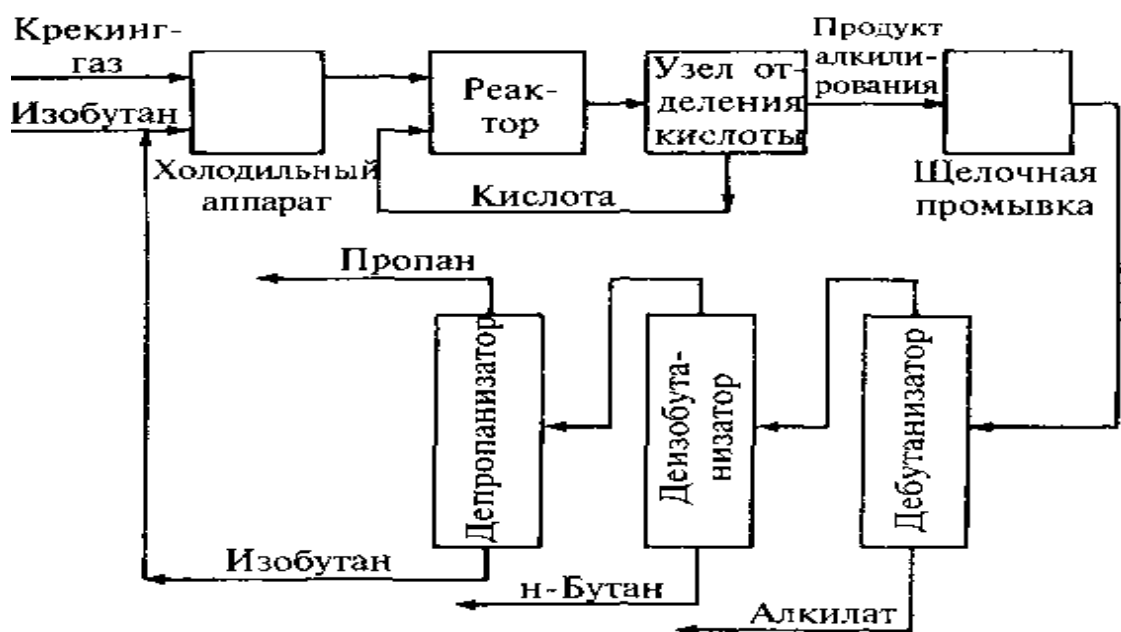 Крекинг-
газ
Изобутан
Холодильный
аппарат
Реак-
тор
Кислота
Узел от-
деления
кислоты
Продукт
алкили-
рования
Щелочная
промывка
Пропан
Депропанизатор
Деизобута-
низатор
Дебутанизатор
Изобутан
н-Бутан
Алкилат